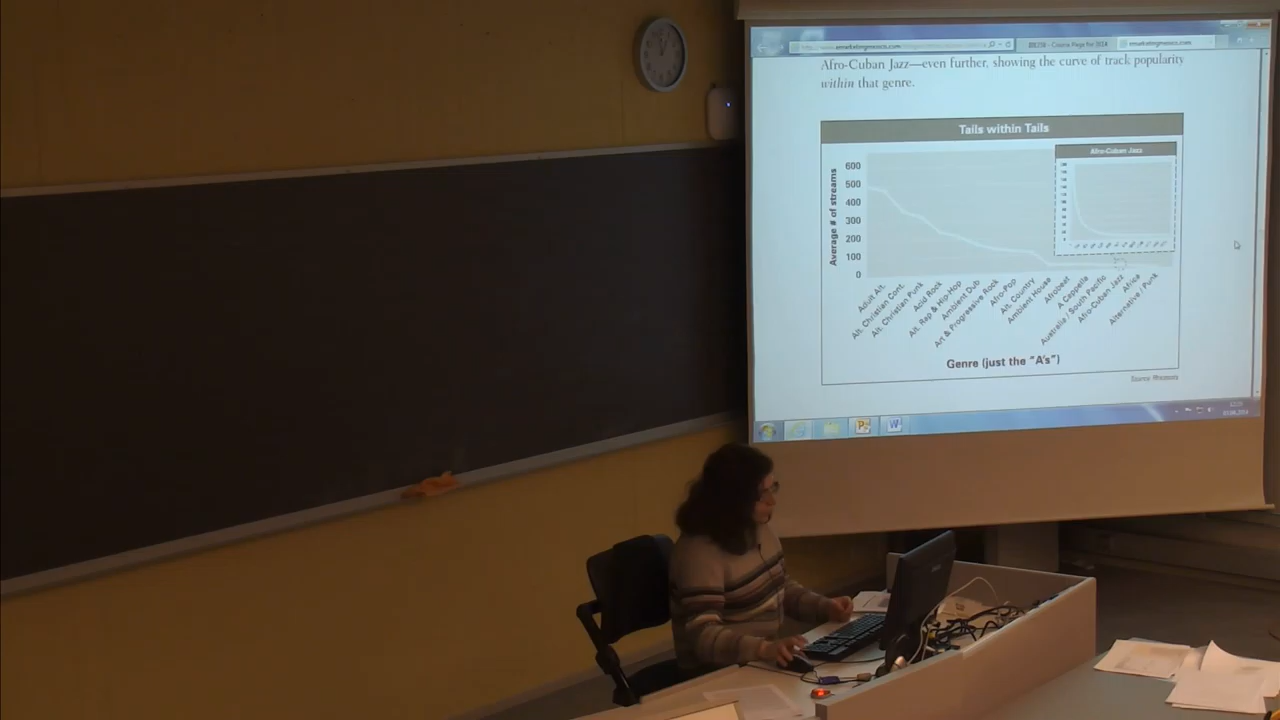 emarketingmexico.com
Afro-Cuban Jazz—even further, showing the curve of track popularity
within that genre.
Tails within Tails
Afro-Cuban Jazz
600
500
400
300
200
100
0
Average # of streams
Adult Alt.
Alt. Christian Cont.
Alt. Christian Punk
Acid Rock
Alt. Rap & Hip-Hop
Ambient Dub
Art & Progressive Rock
Afro-Pop
Alt. Country
Ambient House
Afrobeat
A Cappella
Australia / South Pacific
Afro-Cuban Jazz
Africa
Alternative / Punk
Genre (just the "A's")